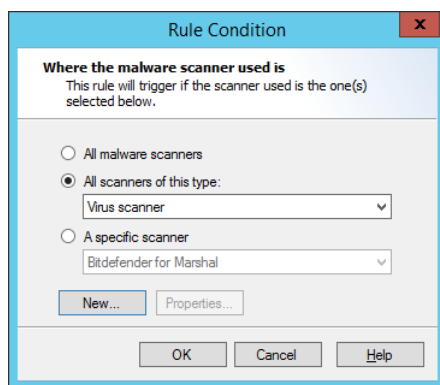 Rule Condition
x
Where the malware scanner used is
This rule will trigger if the scanner used is the one(s)
selected below.
All malware scanners
All scanners of this type:
Virus scanner
A specific scanner
Bitdefender for Marshal
New... Properties...
OK Cancel Help